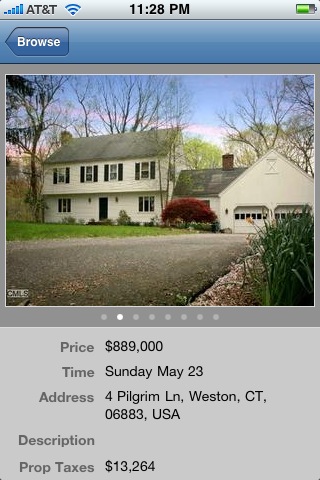 AT&T 11:28 PM
Browse
CMLS
Price $889,000
Time Sunday May 23
Address 4 Pilgrim Ln, Weston, CT,
06883, USA
Description
Prop Taxes $13,264